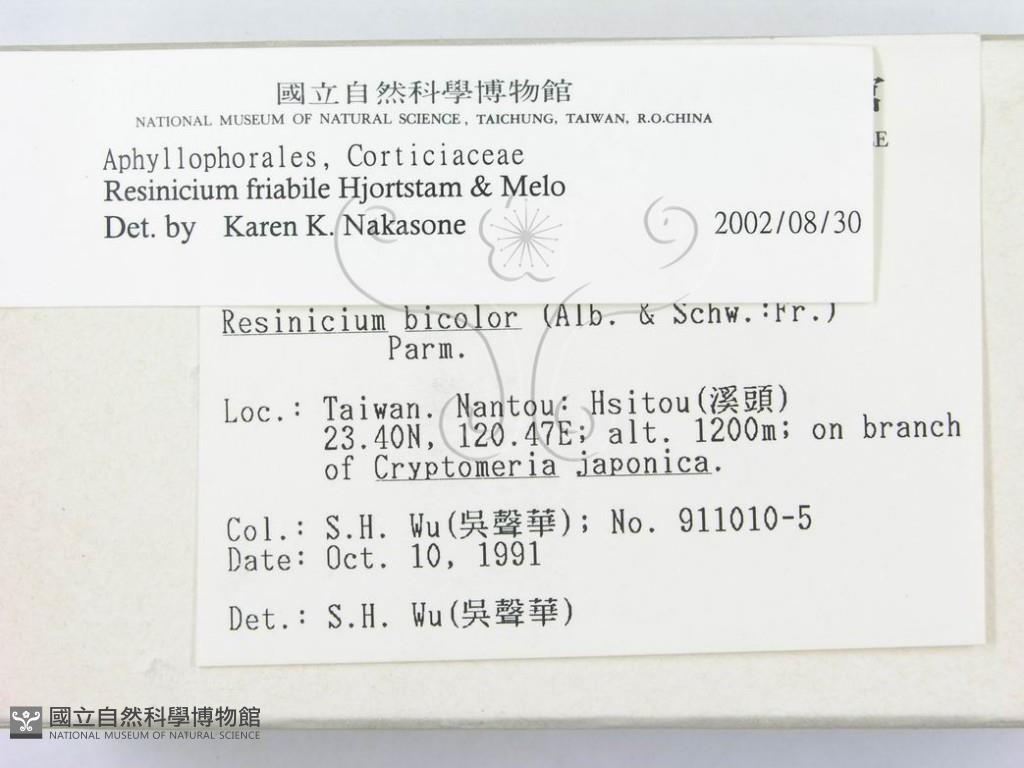 國立自然科學博物館
NATIONAL MUSEUM OF NATURAL SCIENCE, TAICHUNG, TAIWAN, R.O.CHINA
Aphyllophorales, Corticiaceae
Resinicium friabile Hjortstam & Melo
Det. by Karen K. Nakasone 2002/08/30
Resinicium bicolor (Alb. & Schw.:Fr.)
Parm.
Loc.: Taiwan. Nantou: Hsitou(溪頭)
23.40N, 120.47E; alt. 1200m; on branch
of Cryptomeria japonica.
Col.: S.H. Wu(吳聲華); No. 911010-5
Date: Oct. 10, 1991
Det.: S.H. Wu(吳聲華)
國立自然科學博物館
NATIONAL MUSEUM OF NATURAL SCIENCE